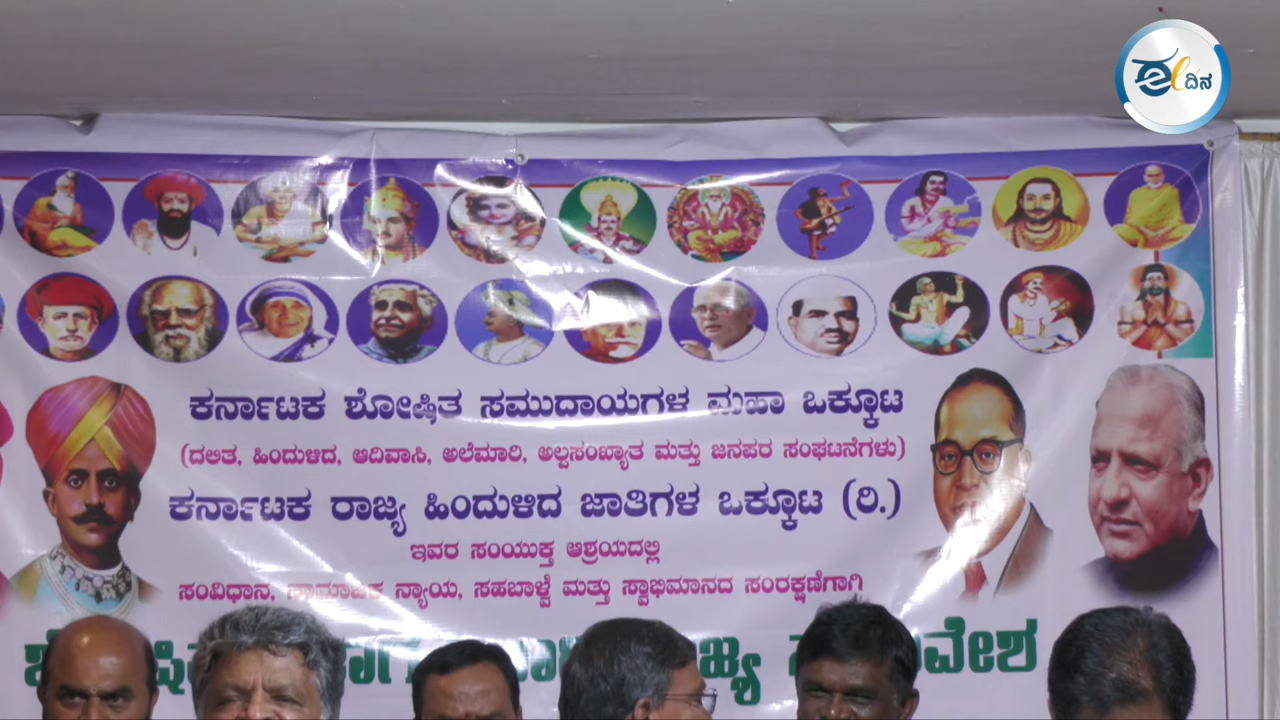 ಈ ದಿನ
ಕರ್ನಾಟಕ ಶೋಷಿತ ಸಮುದಾಯಗಳ ಮಹಾ ಒಕ್ಕೂಟ
(ದಲಿತ, ಹಿಂದುಳಿದ, ಆದಿವಾಸಿ, ಅಲೆಮಾರಿ, ಅಲ್ಪಸಂಖ್ಯಾತ ಮತ್ತು ಜನಪರ ಸಂಘಟನೆಗಳು)
ಕರ್ನಾಟಕ ರಾಜ್ಯ ಹಿಂದುಳಿದ ಜಾತಿಗಳ ಒಕ್ಕೂಟ (ರಿ.)
ಇವರ ಸಂಯುಕ್ತ ಆಶ್ರಯದಲ್ಲಿ
ಸಂವಿಧಾನ, ಸಾಮಾಜಿಕ ನ್ಯಾಯ, ಸಹಬಾಳ್ವೆ ಮತ್ತು ಸ್ವಾಭಿಮಾನದ ಸಂರಕ್ಷಣೆಗಾಗಿ